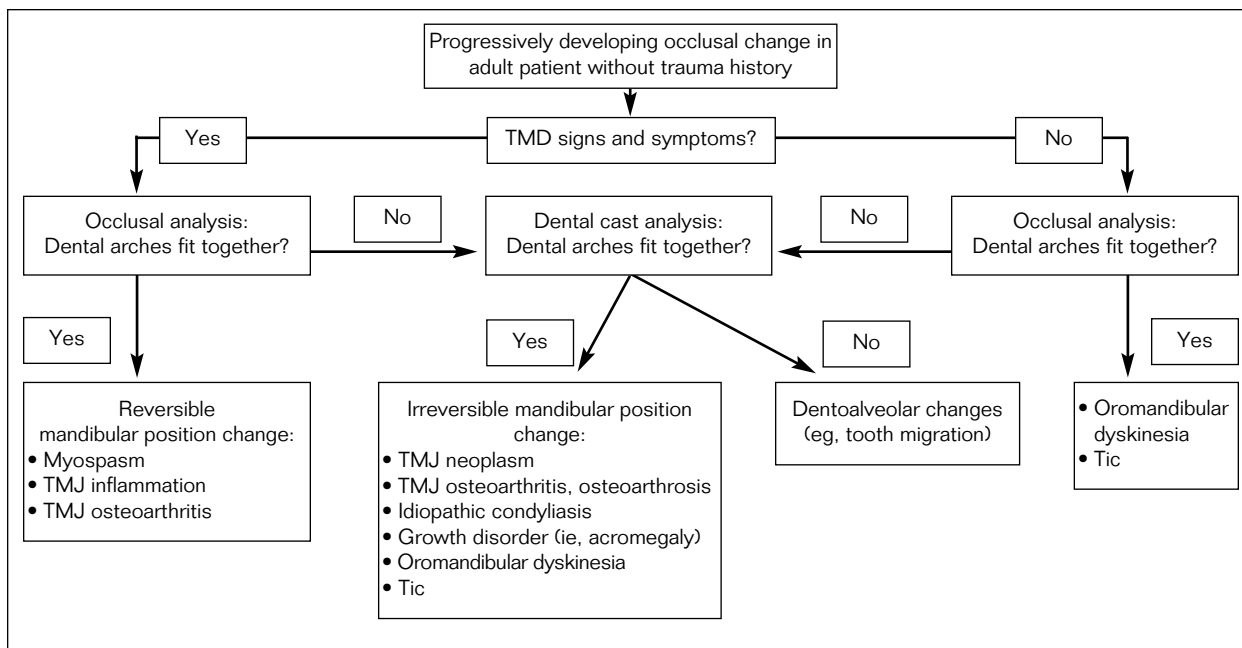 Progressively developing occlusal change in
adult patient without trauma history
Yes
TMD signs and symptoms?
No
Occlusal analysis:
Dental arches fit together?
No
Dental cast analysis:
Dental arches fit together?
No
Occlusal analysis:
Dental arches fit together?
Yes
Yes
No
Yes
Reversible
mandibular position change:
• Myospasm
• TMJ inflammation
• TMJ osteoarthritis
Irreversible mandibular position
change:
• TMJ neoplasm
• TMJ osteoarthritis, osteoarthrosis
• Idiopathic condyliasis
• Growth disorder (ie, acromegaly)
• Oromandibular dyskinesia
• Tic
Dentoalveolar changes
(eg, tooth migration)
• Oromandibular
dyskinesia
• Tic